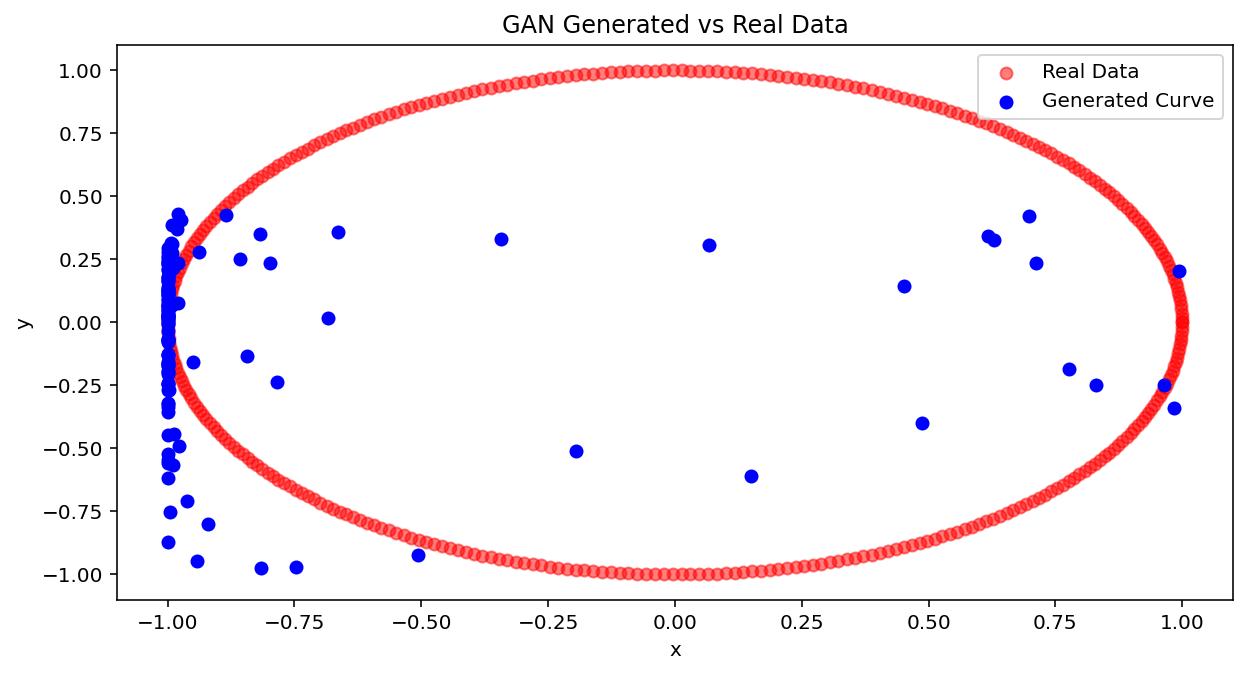 GAN Generated vs Real Data
Real Data
Generated Curve
1.00
0.75
0.50
0.25
0.00
−0.25
−0.50
−0.75
−1.00
y
−1.00 −0.75 −0.50 −0.25 0.00 0.25 0.50 0.75 1.00
x